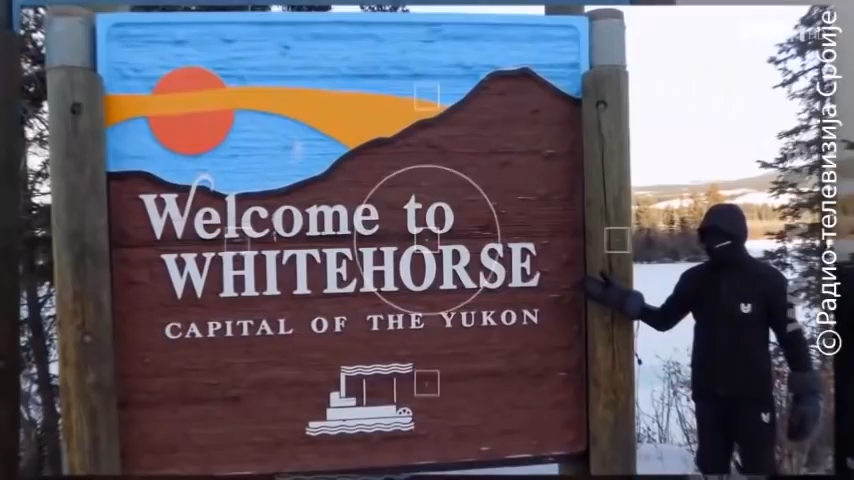 Welcome to
WHITEHORSE
CAPITAL OF THE YUKON
© Радио-телевизија Србије